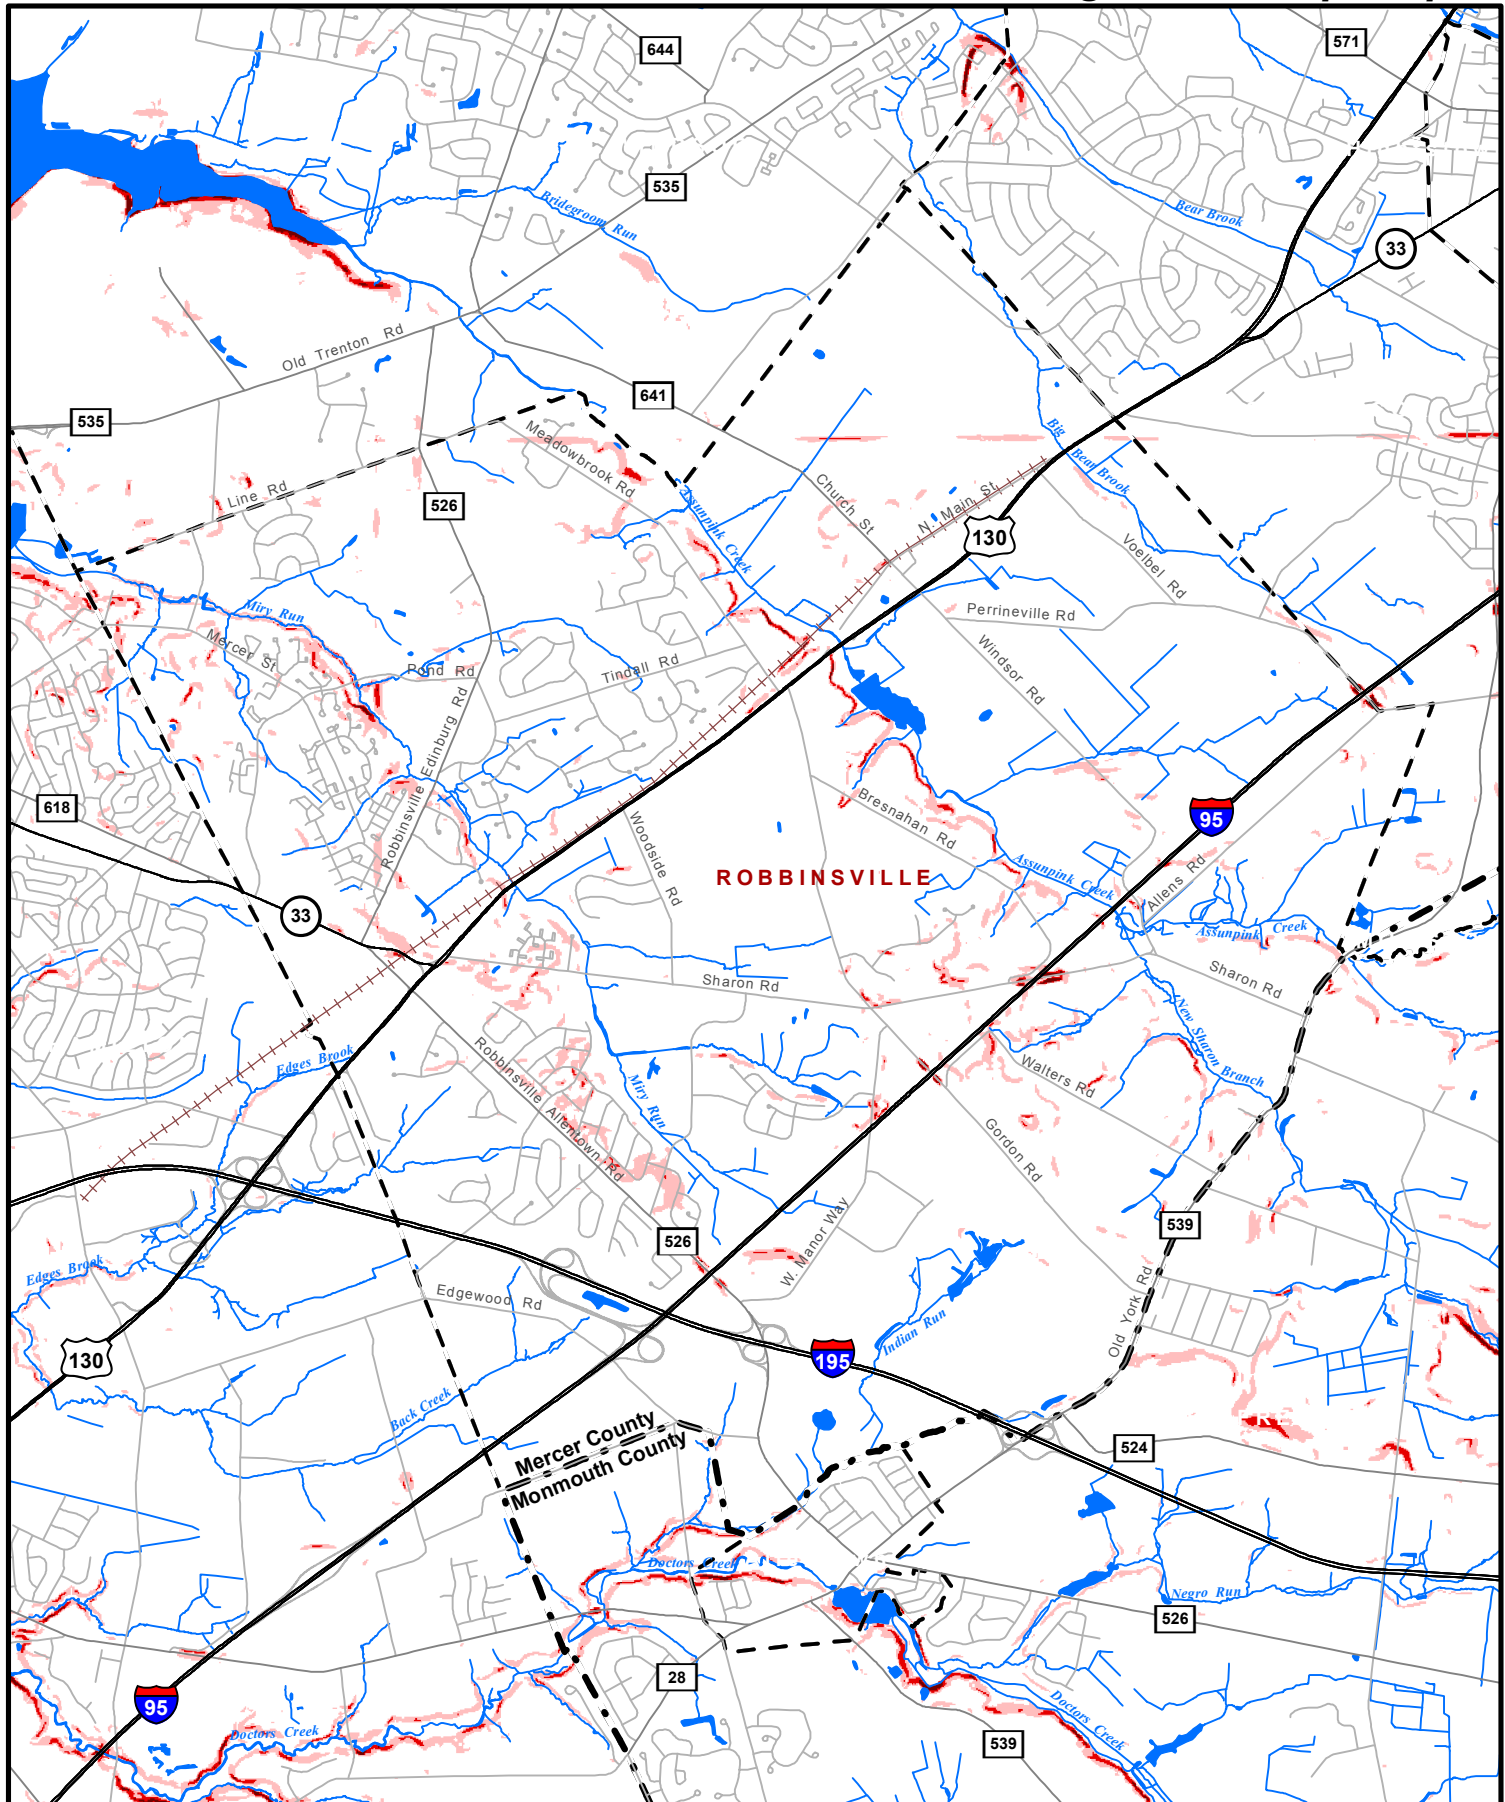 644
571
535
Bridegroom Run
Bear Brook
33
Old Trenton Rd
641
535
Meadowbrook Rd
Big
Bear Brook
Line Rd
526
Church St
N. Main St
Assunpink Creek
130
Voelbel Rd
Miry Run
Mercer St
Perrineville Rd
Pond Rd
Tindall Rd
Windsor Rd
Robbinsville Edinburg Rd
618
95
Woodside Rd
Bresnahan Rd
ROBBINSVILLE
Assunpink Creek
Allens Rd
33
Assunpink Creek
Sharon Rd
Sharon Rd
New Sharon Branch
Edges Brook
Robbinsville Allentown Rd
Miry Run
Walters Rd
Gordon Rd
539
526
W. Manor Way
Edges Brook
Edgewood Rd
Indian Run
Old York Rd
130
195
Back Creek
Mercer County
Monmouth County
524
Doctors Creek
Negro Run
526
28
95
Doctors Creek
Doctors Creek
539